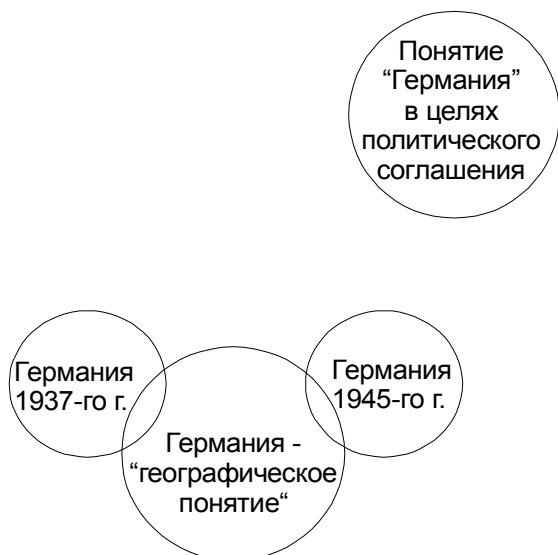 Понятие
“Германия”
в целях
политического
соглашения
Германия
1937-го г.
Германия
1945-го г.
Германия -
“географическое
понятие“